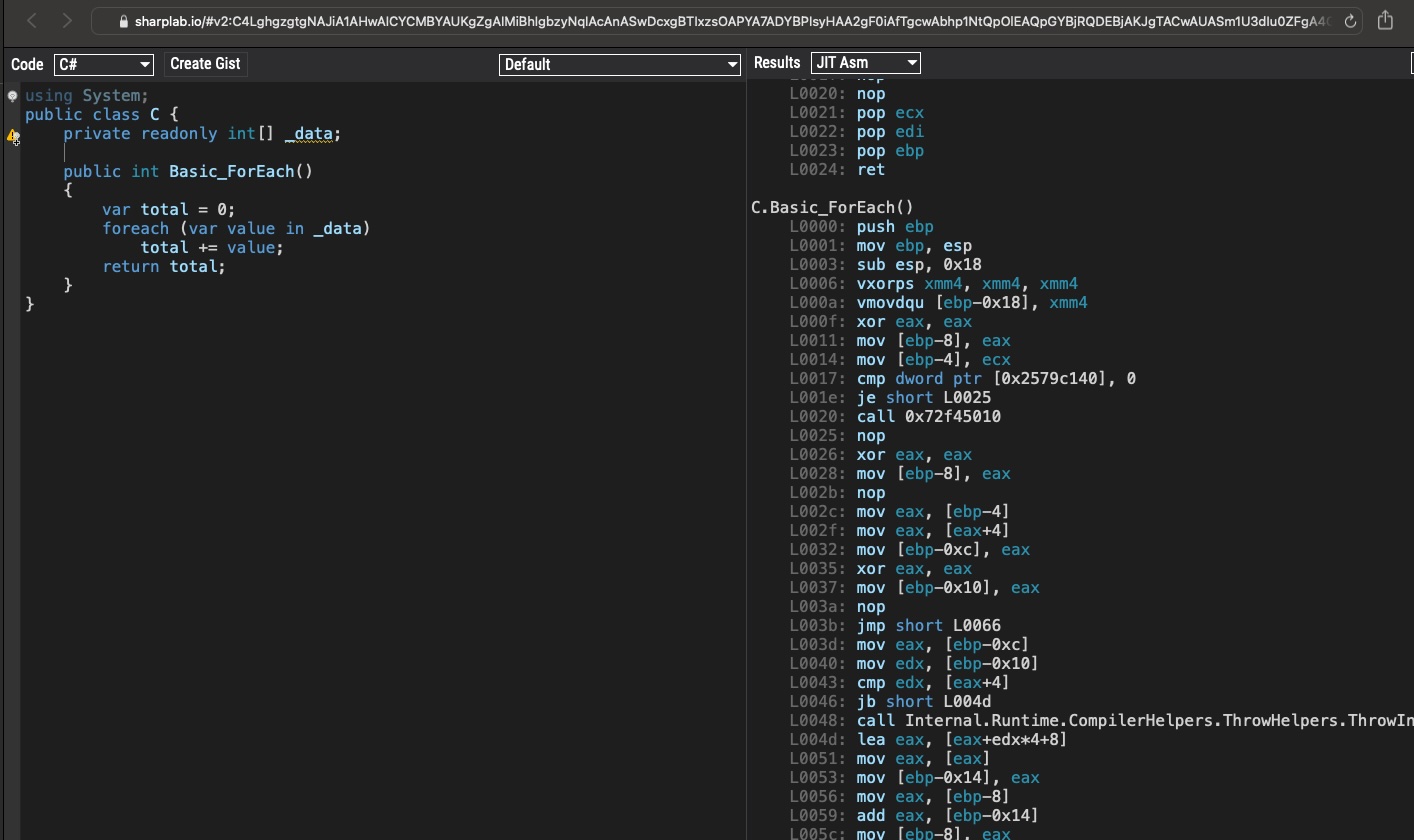 sharplab.io/#v2:C4LghgzgtgNAJiA1AHwAICYCMBYAUKgZgAIMiBhIgbzyNqIAcAnASwDcxgBTIxzsOAPYA7ADYBPIsyHAA2gF0iAfTgcwAbhp1NtQpOIEAQpGYBjRQDEBjAKJgTACwAUASm1U3dIu0ZFgA4
Code C# Create Gist Default Results JIT Asm
using System;
public class C {
private readonly int[] _data;
public int Basic_ForEach()
{
var total = 0;
foreach (var value in _data)
total += value;
return total;
}
}
L0020: nop
L0021: pop ecx
L0022: pop edi
L0023: pop ebp
L0024: ret
C.Basic_ForEach()
L0000: push ebp
L0001: mov ebp, esp
L0003: sub esp, 0x18
L0006: vxorps xmm4, xmm4, xmm4
L000a: vmovdqu [ebp-0x18], xmm4
L000f: xor eax, eax
L0011: mov [ebp-8], eax
L0014: mov [ebp-4], ecx
L0017: cmp dword ptr [0x2579c140], 0
L001e: je short L0025
L0020: call 0x72f45010
L0025: nop
L0026: xor eax, eax
L0028: mov [ebp-8], eax
L002b: nop
L002c: mov eax, [ebp-4]
L002f: mov eax, [eax+4]
L0032: mov [ebp-0xc], eax
L0035: xor eax, eax
L0037: mov [ebp-0x10], eax
L003a: nop
L003b: jmp short L0066
L003d: mov eax, [ebp-0xc]
L0040: mov edx, [ebp-0x10]
L0043: cmp edx, [eax+4]
L0046: jb short L004d
L0048: call Internal.Runtime.CompilerHelpers.ThrowHelpers.ThrowIn
L004d: lea eax, [eax+edx*4+8]
L0051: mov eax, [eax]
L0053: mov [ebp-0x14], eax
L0056: mov eax, [ebp-8]
L0059: add eax, [ebp-0x14]
L005c: mov [ebp-8], eax